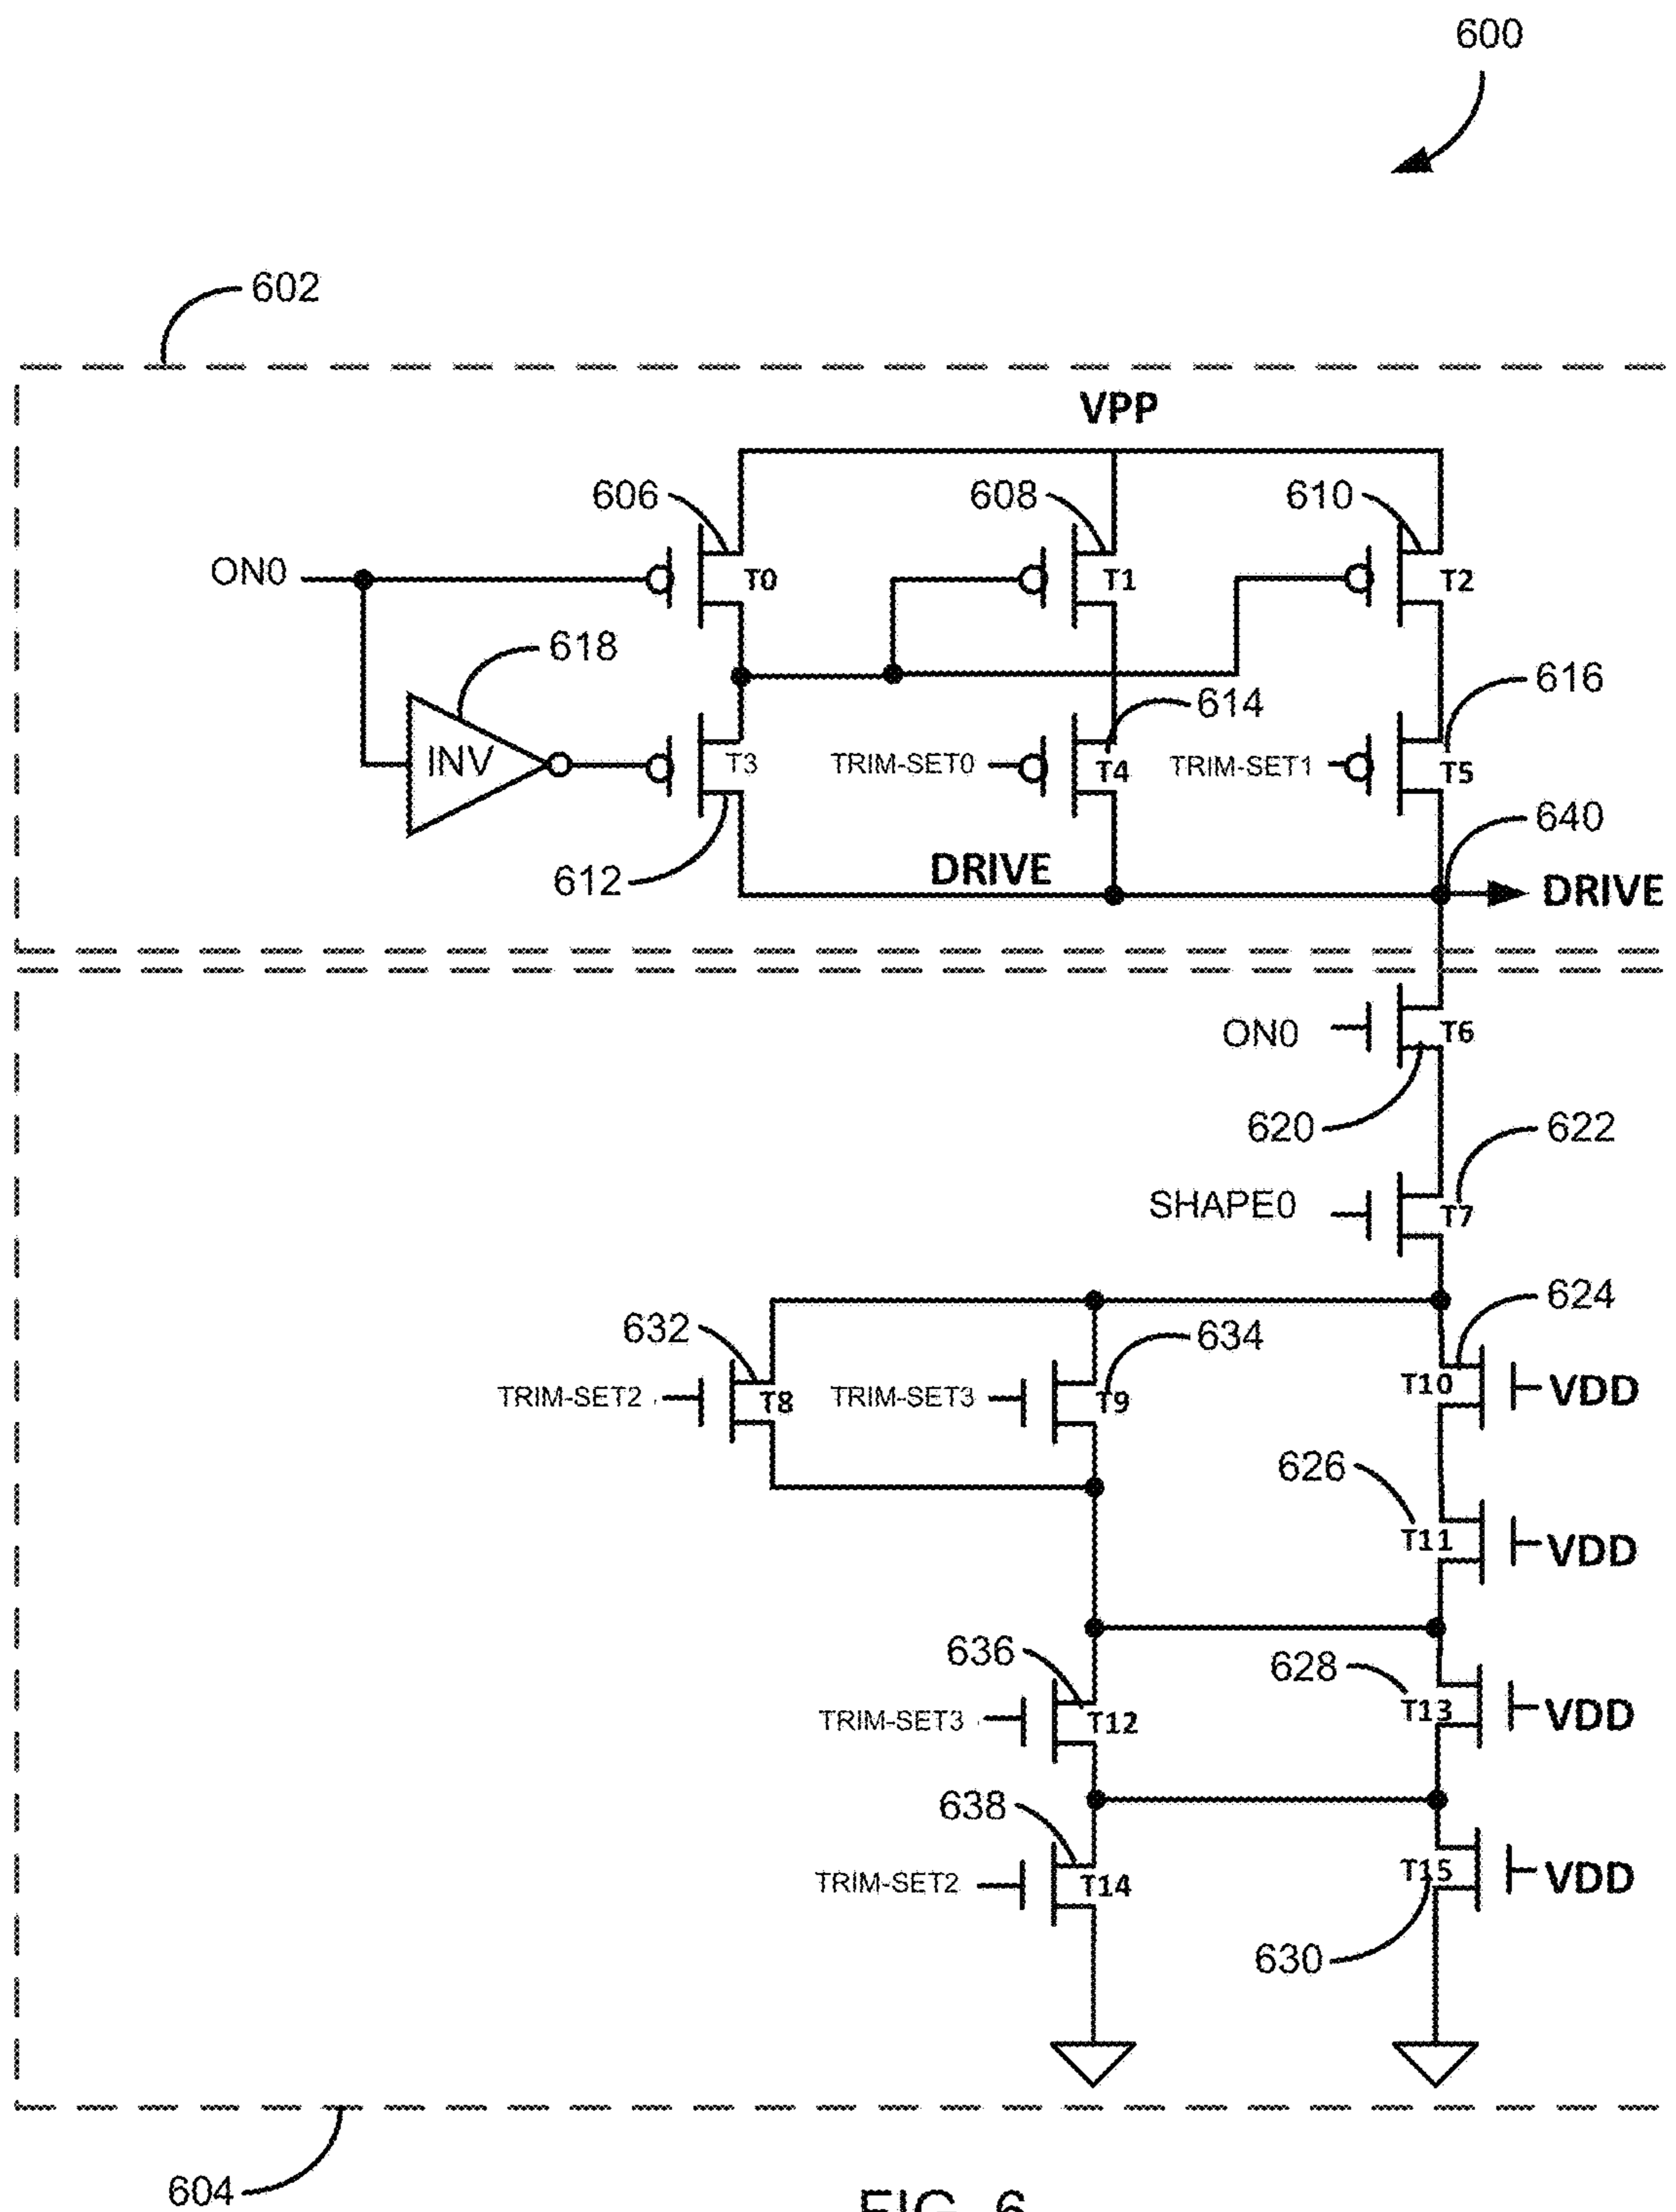 600
602
VPP
606
608
610
ON0
T0
T1
T2
618
616
614
INV
T3
TRIM-SET0
T4
TRIM-SET1
T5
640
612
DRIVE
DRIVE
ON0
T6
620
622
SHAPE0
T7
624
632
634
TRIM-SET2
T8
TRIM-SET3
T9
T10
VDD
626
T11
VDD
636
628
TRIM-SET3
T12
T13
VDD
638
TRIM-SET2
T14
T15
VDD
630
604
FIG. 6